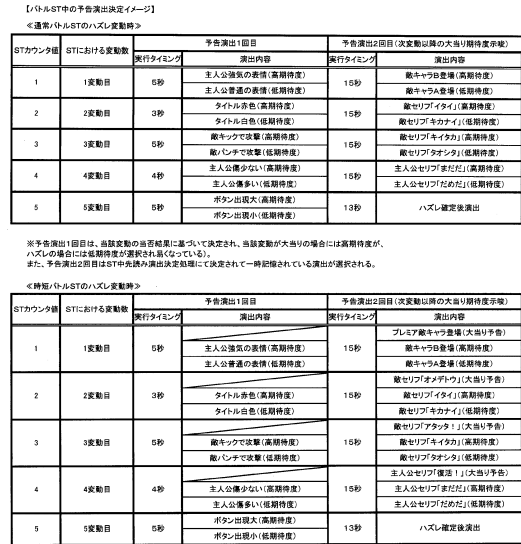 【バトルST中の予告演出決定イメージ】
≪通常バトルSTのハズレ変動時≫
STカウンタ値 STにおける変動数 予告演出1回目 予告演出2回目(次変動以降の大当り期待度示唆)
実行タイミング 演出内容 実行タイミング 演出内容
1 1変動目 5秒 主人公強気の表情(高期待度) 15秒 敵キャラB登場(高期待度)
主人公普通の表情(低期待度) 敵キャラA登場(低期待度)
2 2変動目 3秒 タイトル赤色(高期待度) 15秒 敵セリフ「イタイ」(高期待度)
タイトル白色(低期待度) 敵セリフ「キカナイ」(低期待度)
3 3変動目 5秒 敵キックで攻撃(高期待度) 15秒 敵セリフ「キイタカ」(高期待度)
敵パンチで攻撃(低期待度) 敵セリフ「タオシタ」(低期待度)
4 4変動目 4秒 主人公傷少ない(高期待度) 15秒 主人公セリフ「まだだ」(高期待度)
主人公傷多い(低期待度) 主人公セリフ「だめだ」(低期待度)
5 5変動目 5秒 ボタン出現大(高期待度) 13秒 ハズレ確定後演出
ボタン出現小(低期待度)
※予告演出1回目は、当該変動の当否結果に基づいて決定され、当該変動が大当りの場合には高期待度が、
ハズレの場合には低期待度が選択され易くなっている)。
また、予告演出2回目はST中先読み演出決定処理にて決定されて一時記憶されている演出が選択される。
≪時短バトルSTのハズレ変動時≫
STカウンタ値 STにおける変動数 予告演出1回目 予告演出2回目(次変動以降の大当り期待度示唆)
実行タイミング 演出内容 実行タイミング 演出内容
1 1変動目 5秒 15秒 プレミア敵キャラ登場(大当り予告)
主人公強気の表情(高期待度) 敵キャラB登場(高期待度)
主人公普通の表情(低期待度) 敵キャラA登場(低期待度)
2 2変動目 3秒 15秒 敵セリフ「オメデトウ」(大当り予告)
タイトル赤色(高期待度) 敵セリフ「イタイ」(高期待度)
タイトル白色(低期待度) 敵セリフ「キカナイ」(低期待度)
3 3変動目 5秒 15秒 敵セリフ「アタッタ!」(大当り予告)
敵キックで攻撃(高期待度) 敵セリフ「キイタカ」(高期待度)
敵パンチで攻撃(低期待度) 敵セリフ「タオシタ」(低期待度)
4 4変動目 4秒 15秒 主人公セリフ「復活!」(大当り予告)
主人公傷少ない(高期待度) 主人公セリフ「まだだ」(高期待度)
主人公傷多い(低期待度) 主人公セリフ「だめだ」(低期待度)
5 5変動目 5秒 ボタン出現大(高期待度) 13秒 ハズレ確定後演出
ボタン出現小(低期待度)